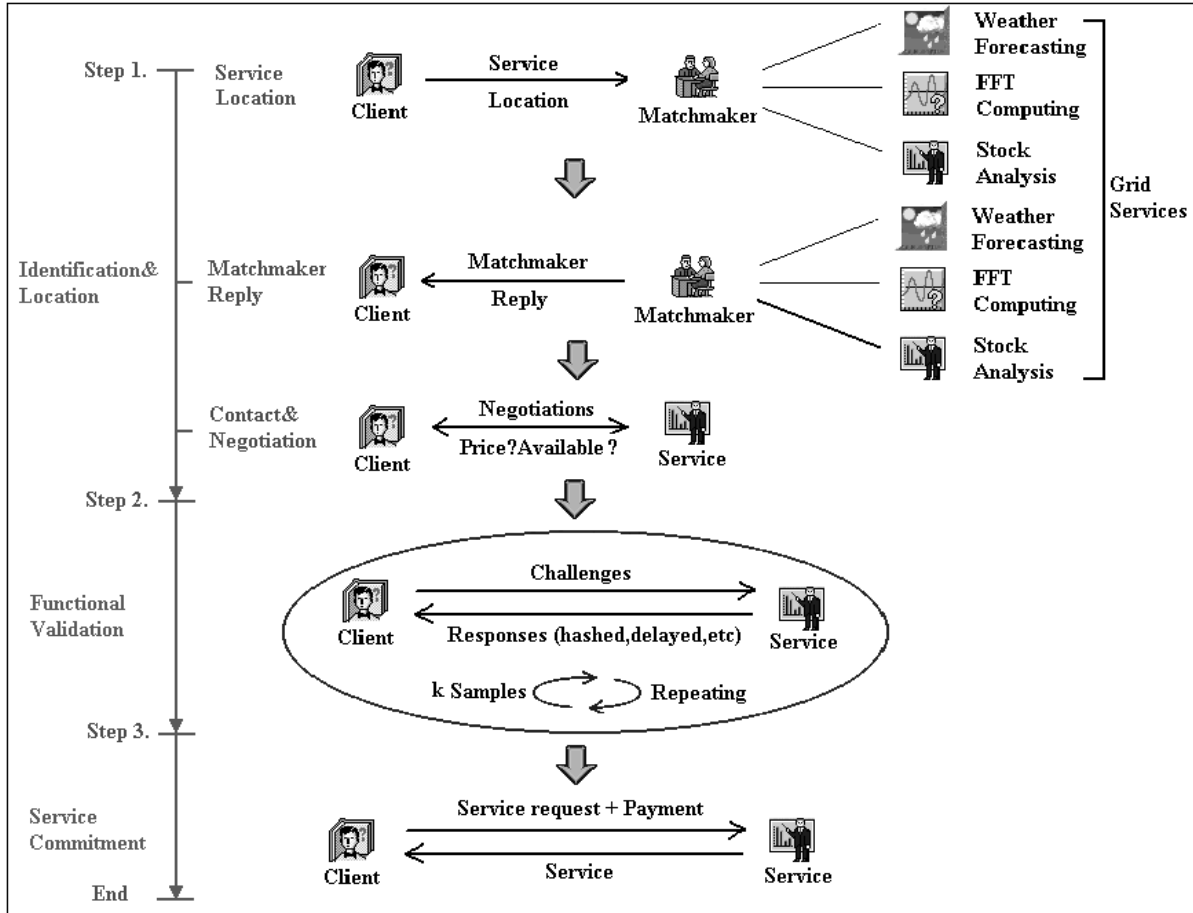 Step 1.
Service
Location
Client
Service
Location
Matchmaker
Weather
Forecasting
FFT
Computing
Stock
Analysis
Grid
Services
Identification&
Location
Matchmaker
Reply
Client
Matchmaker
Reply
Matchmaker
Weather
Forecasting
FFT
Computing
Stock
Analysis
Contact&
Negotiation
Client
Negotiations
Price?Available?
Service
Step 2.
Functional
Validation
Client
Challenges
Responses (hashed,delayed,etc)
Service
k Samples
Repeating
Step 3.
Service
Commitment
Client
Service request + Payment
Service
Service
End